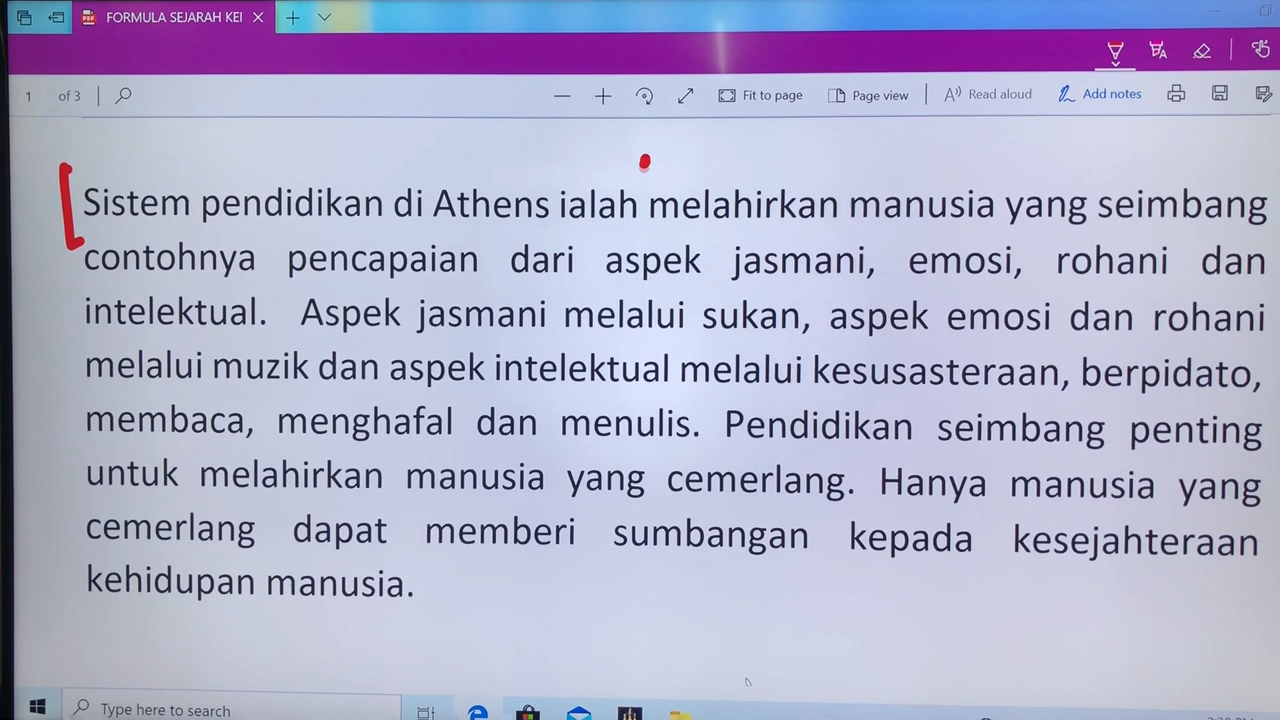 FORMULA SEJARAH KEI
1 of 3
Fit to page
Page view
Read aloud
Add notes
Sistem pendidikan di Athens ialah melahirkan manusia yang seimbang
contohnya pencapaian dari aspek jasmani, emosi, rohani dan
intelektual. Aspek jasmani melalui sukan, aspek emosi dan rohani
melalui muzik dan aspek intelektual melalui kesusasteraan, berpidato,
membaca, menghafal dan menulis. Pendidikan seimbang penting
untuk melahirkan manusia yang cemerlang. Hanya manusia yang
cemerlang dapat memberi sumbangan kepada kesejahteraan
kehidupan manusia.
Type here to search